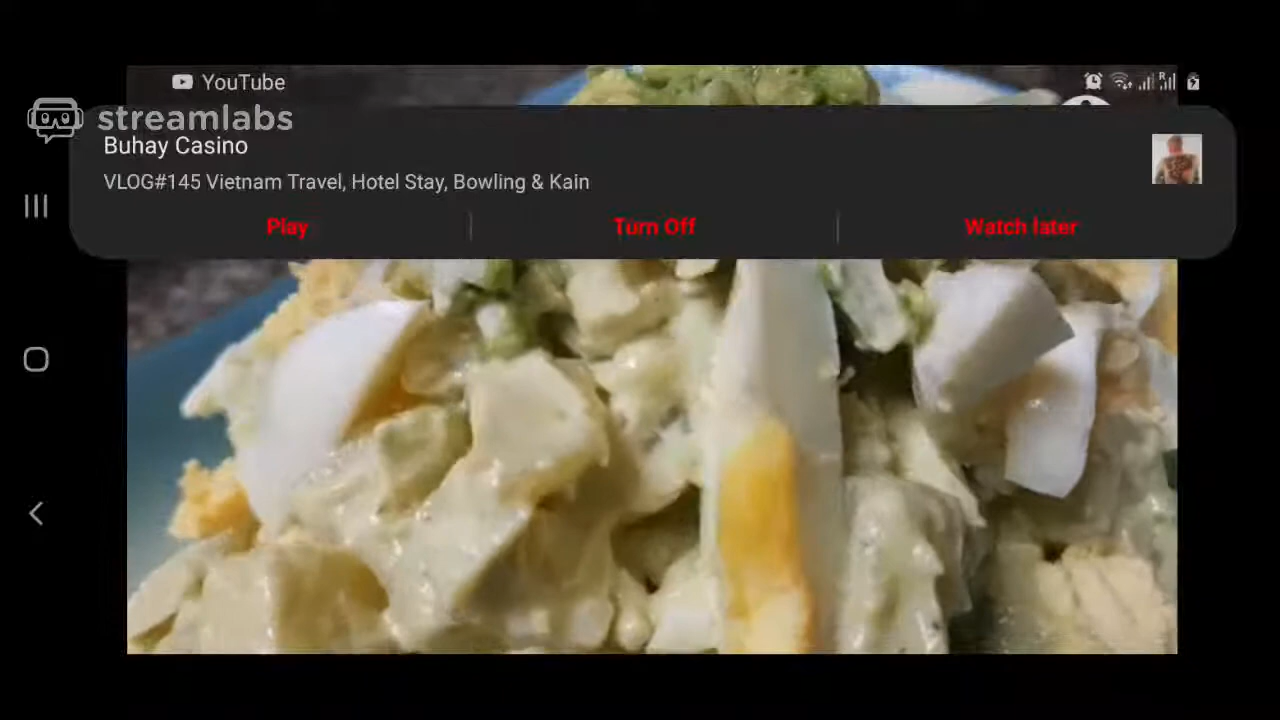 YouTube
streamlabs
Buhay Casino
VLOG#145 Vietnam Travel, Hotel Stay, Bowling & Kain
Play
Turn Off
Watch later